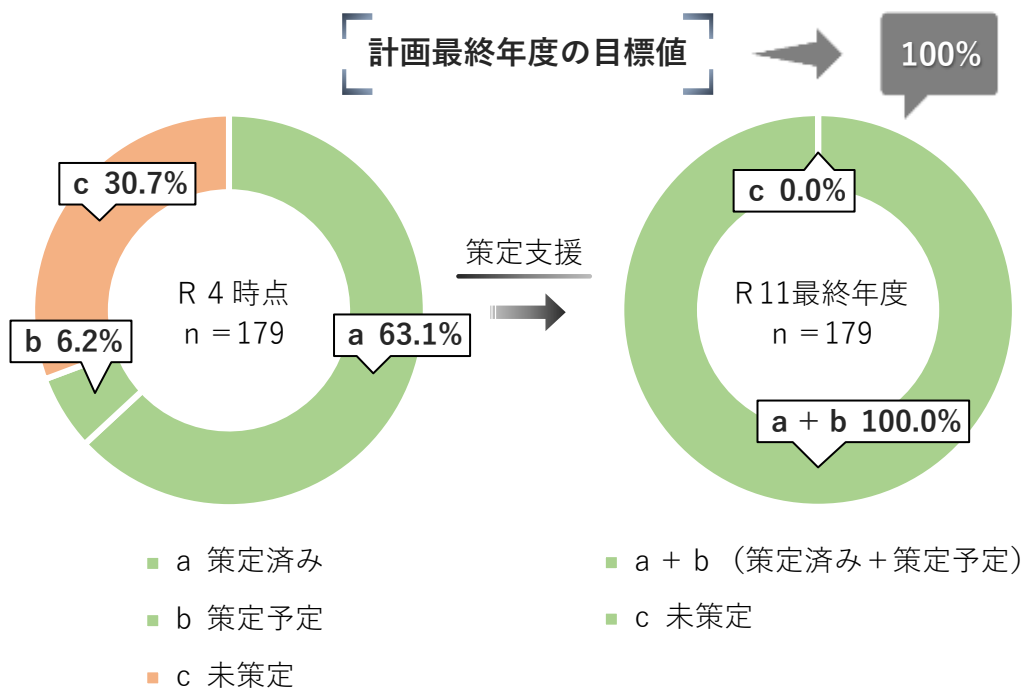 計画最終年度の目標値
100%
c 30.7%
b 6.2%
a 63.1%
R 4 時点
n =179
策定支援
c 0.0%
R 11最終年度
n =179
a + b 100.0%
a 策定済み
b 策定予定
c 未策定
a + b (策定済み+策定予定)
c 未策定